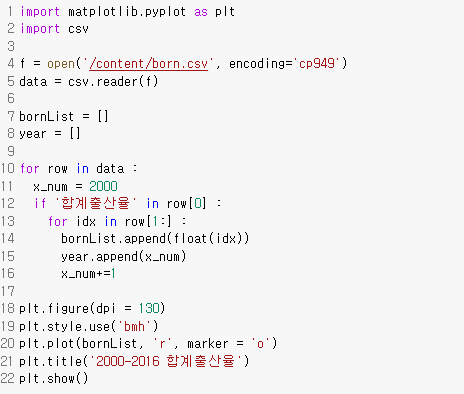 1 import matplotlib.pyplot as plt
2 import csv
3
4 f = open('/content/born.csv', encoding='cp949')
5 data = csv.reader(f)
6
7 bornList = []
8 year = []
9
10 for row in data :
11   x_num = 2000
12   if '합계출산율' in row[0] :
13     for idx in row[1:] :
14       bornList.append(float(idx))
15       year.append(x_num)
16       x_num+=1
17
18 plt.figure(dpi = 130)
19 plt.style.use('bmh')
20 plt.plot(bornList, 'r', marker = 'o')
21 plt.title('2000-2016 합계출산율')
22 plt.show()